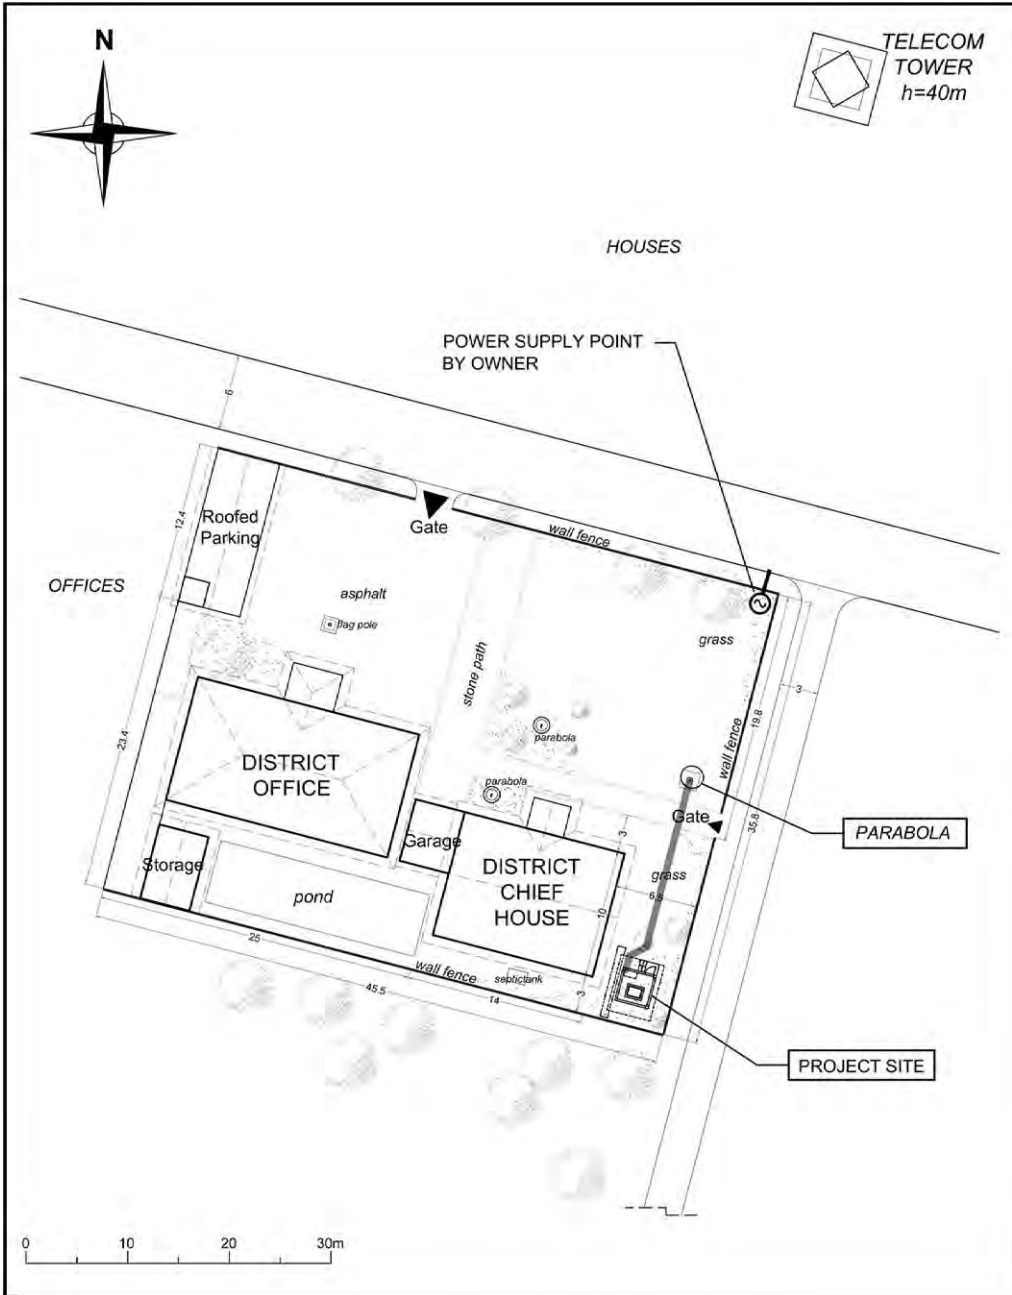 N
TELECOM
TOWER
h=40m
HOUSES
POWER SUPPLY POINT
BY OWNER
6
Roofed
Parking
12.4
Gate
wall fence
OFFICES
asphalt
flag pole
grass
stone path
3
19.8
wall fence
parabola
23.4
DISTRICT
OFFICE
parabola
Gate
35.8
PARABOLA
3
Garage
Storage
DISTRICT
CHIEF
HOUSE
grass
6.5
pond
10
25
wall fence
septictank
45.5
14
3
PROJECT SITE
0
10
20
30m